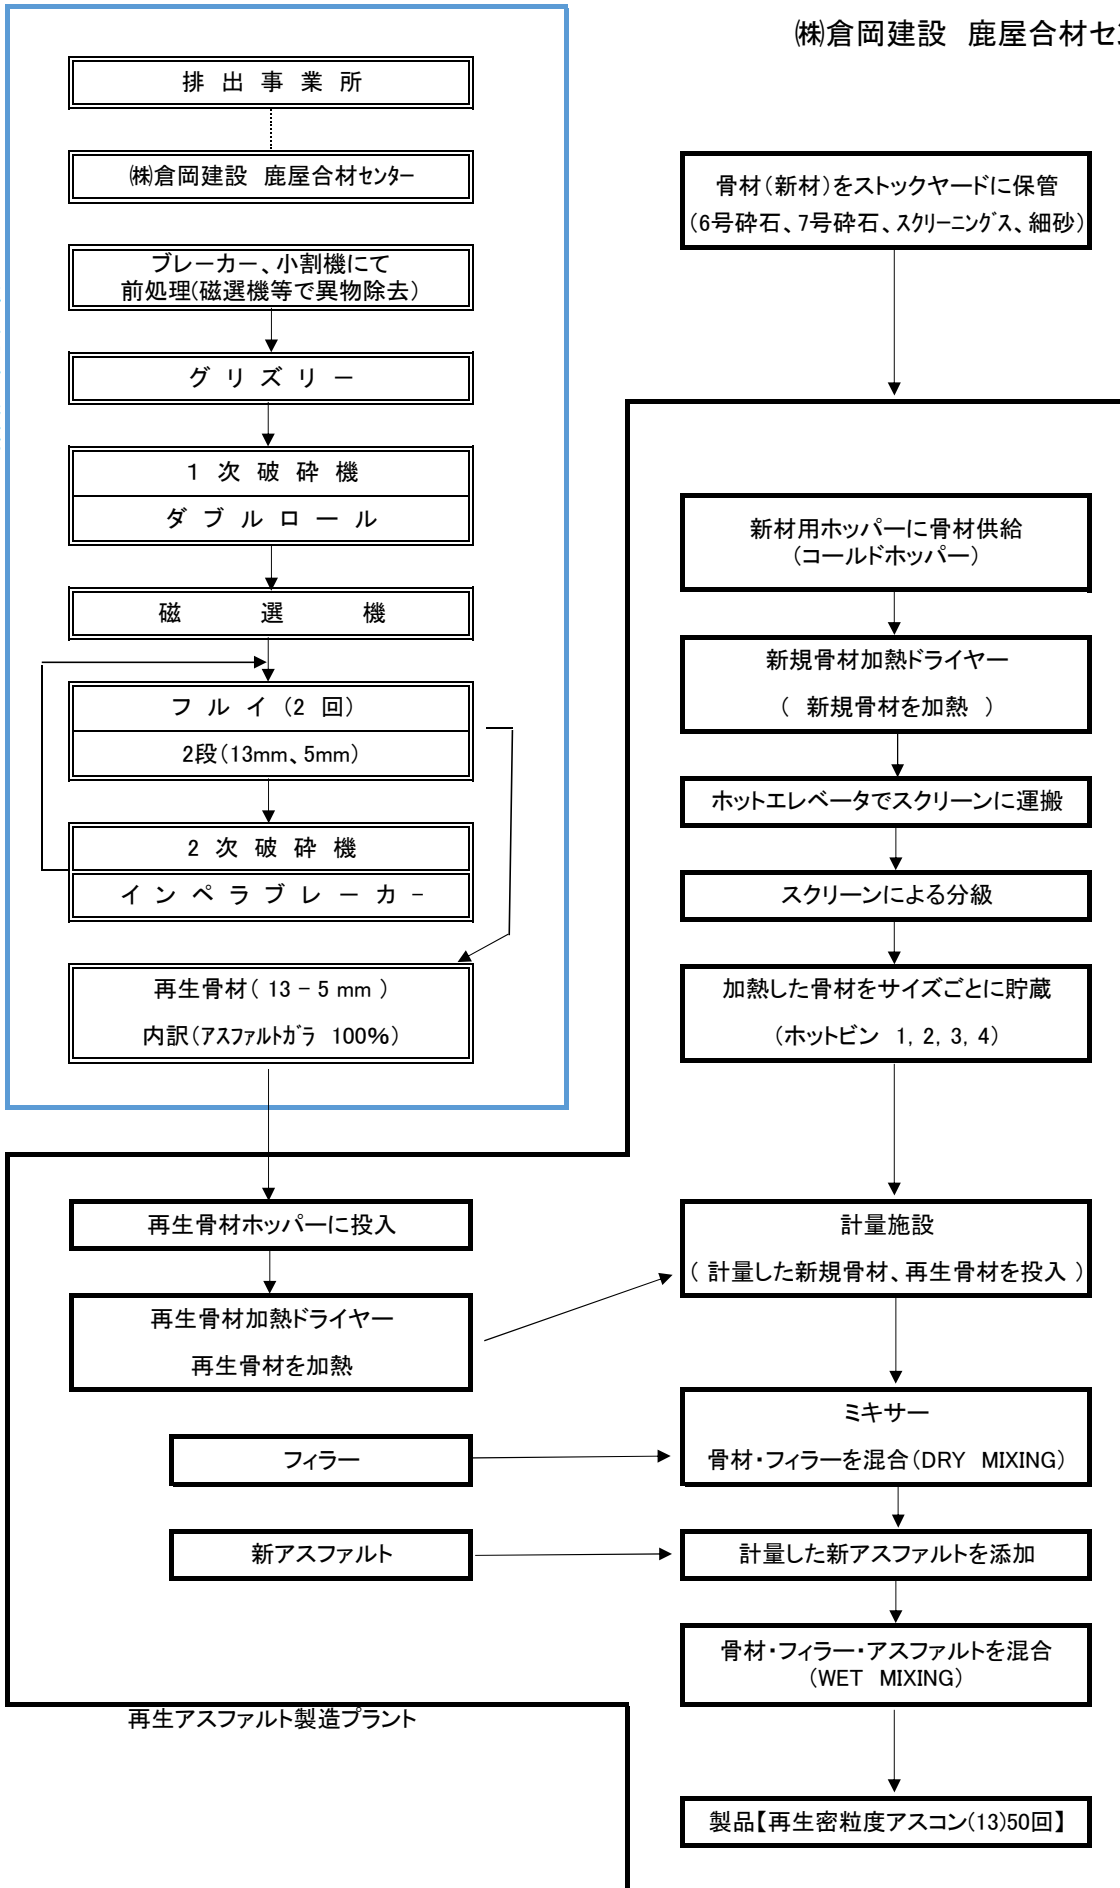 ㈱倉岡建設 鹿屋合材セ
排出事業所
㈱倉岡建設 鹿屋合材ｾﾝﾀｰ
ブレーカー、小割機にて
前処理(磁選機等で異物除去)
グリズリー
1次破砕機
ダブルロール
磁選機
フルイ(2回)
2段(13mm、5mm)
2次破砕機
インペラブレーカー
再生骨材( 13 - 5 mm )
内訳(ｱｽﾌｧﾙﾄｶﾞﾗ 100%)
再生骨材ホッパーに投入
再生骨材加熱ドライヤー
再生骨材を加熱
フィラー
新アスファルト
再生アスファルト製造プラント
骨材(新材)をストックヤードに保管
(6号砕石、7号砕石、ｽｸﾘｰﾆﾝｸﾞｽ、細砂)
新材用ホッパーに骨材供給
(コールドホッパー)
新規骨材加熱ドライヤー
( 新規骨材を加熱 )
ホットエレベータでスクリーンに運搬
スクリーンによる分級
加熱した骨材をサイズごとに貯蔵
(ホットビン 1, 2, 3, 4)
計量施設
( 計量した新規骨材、再生骨材を投入 )
ミキサー
骨材・フィラーを混合(DRY MIXING)
計量した新アスファルトを添加
骨材・フィラー・アスファルトを混合
(WET MIXING)
製品【再生密粒度アスコン(13)50回】